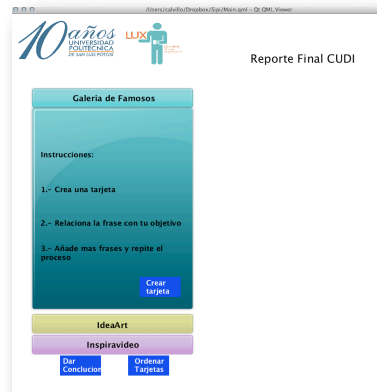 /Users/calvillo/Dropbox/Sipi/Main.qml - Qt QML Viewer
10 años
UNIVERSIDAD
POLITECNICA
DE SAN LUIS POTOSÍ
LUX
Reporte Final CUDI
Galeria de Famosos
Instrucciones:
1.- Crea una tarjeta
2.- Relaciona la frase con tu objetivo
3.- Añade mas frases y repite el
proceso
Crear
tarjeta
IdeaArt
Inspiravideo
Dar
Conclucion
Ordenar
Tarjetas